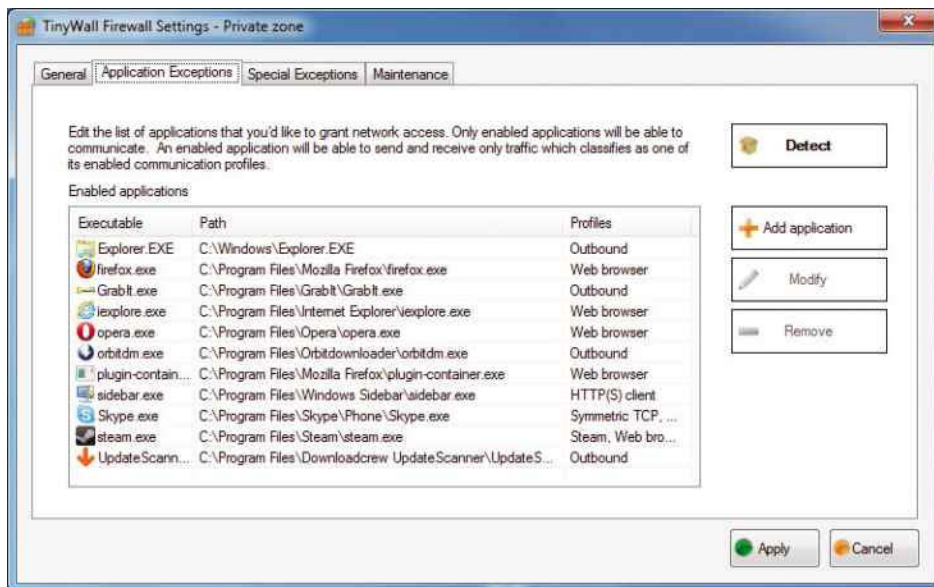 TinyWall Firewall Settings - Private zone
General Application Exceptions Special Exceptions Maintenance
Edit the list of applications that you'd like to grant network access. Only enabled applications will be able to
communicate. An enabled application will be able to send and receive only traffic which classifies as one of
its enabled communication profiles.
Detect
Enabled applications
Executable Path Profiles
Add application
Explorer.EXE C:\Windows\Explorer.EXE Outbound
firefox.exe C:\Program Files\Mozilla Firefox\firefox.exe Web browser
GrabIt.exe C:\Program Files\GrabIt\GrabIt.exe Outbound
Modify
iexplore.exe C:\Program Files\Internet Explorer\iexplore.exe Web browser
opera.exe C:\Program Files\Opera\opera.exe Web browser
Remove
orbitdm.exe C:\Program Files\Orbitdownloader\orbitdm.exe Outbound
plugin-contain... C:\Program Files\Mozilla Firefox\plugin-container.exe Web browser
sidebar.exe C:\Program Files\Windows Sidebar\sidebar.exe HTTP(S) client
Skype.exe C:\Program Files\Skype\Phone\Skype.exe Symmetric TCP, ...
steam.exe C:\Program Files\Steam\steam.exe Steam, Web bro...
UpdateScann... C:\Program Files\Downloadcrew UpdateScanner\UpdateS... Outbound
Apply Cancel